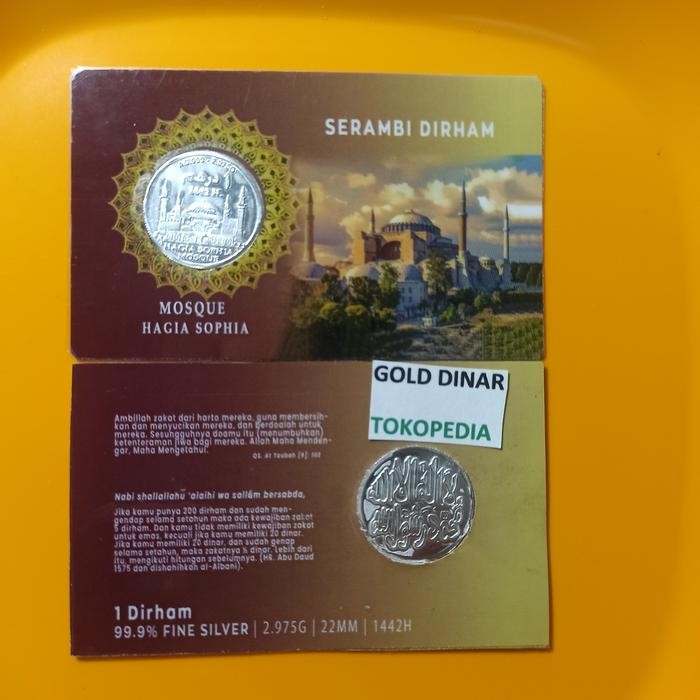 SERAMBI DIRHAM
درهم
1442 H
HAGIA SOPHIA
MOSQUE
MOSQUE
HAGIA SOPHIA
GOLD DINAR
TOKOPEDIA
Ambillah zakat dari harta mereka, guna membersih-
kan dan menyucikan mereka, dan berdoalah untuk
mereka. Sesungguhnya doamu itu (menumbuhkan)
ketenteraman jiwa bagi mereka. Allah Maha Menden-
gar, Maha Mengetahui.
QS. At Taubah [9]: 103
Nabi shallallahu 'alaihi wa sallam bersabda,
Jika kamu punya 200 dirham dan sudah men-
gendap selama setahun maka ada kewajiban zakat
5 dirham. Dan kamu tidak memiliki kewajiban zakat
untuk emas, kecuali jika kamu memiliki 20 dinar.
Jika kamu memiliki 20 dinar, dan sudah genap
selama setahun, maka zakatnya ½ dinar. Lebih dari
itu, mengikuti hitungan sebelumnya. (HR. Abu Daud
1575 dan dishahihkan al-Albani).
1 Dirham
99.9% FINE SILVER | 2.975G | 22MM | 1442H